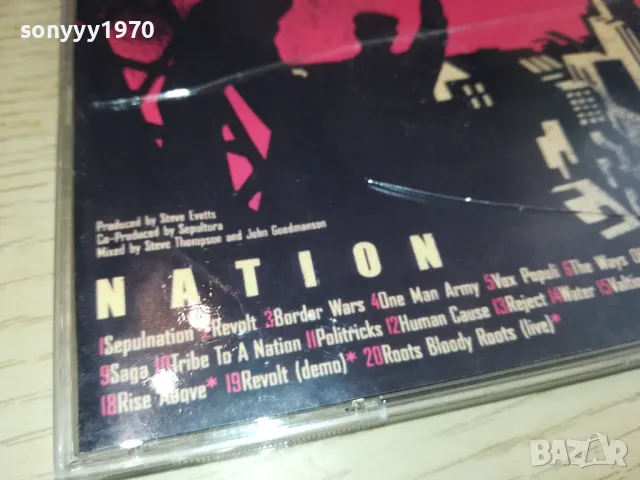 sonyyy1970
Produced by Steve Evetts
Co-Produced by Sepultura
Mixed by Steve Thompson and John Goodmanson
NATION
1Sepulnation 2Revolt 3Border Wars 4One Man Army 5Vox Populi 6The Ways Of
9Saga 10Tribe To A Nation 11Politricks 12Human Cause 13Reject 14Water 15Valtio
18Rise Above* 19Revolt (demo)* 20Roots Bloody Roots (live)*
BAZAR